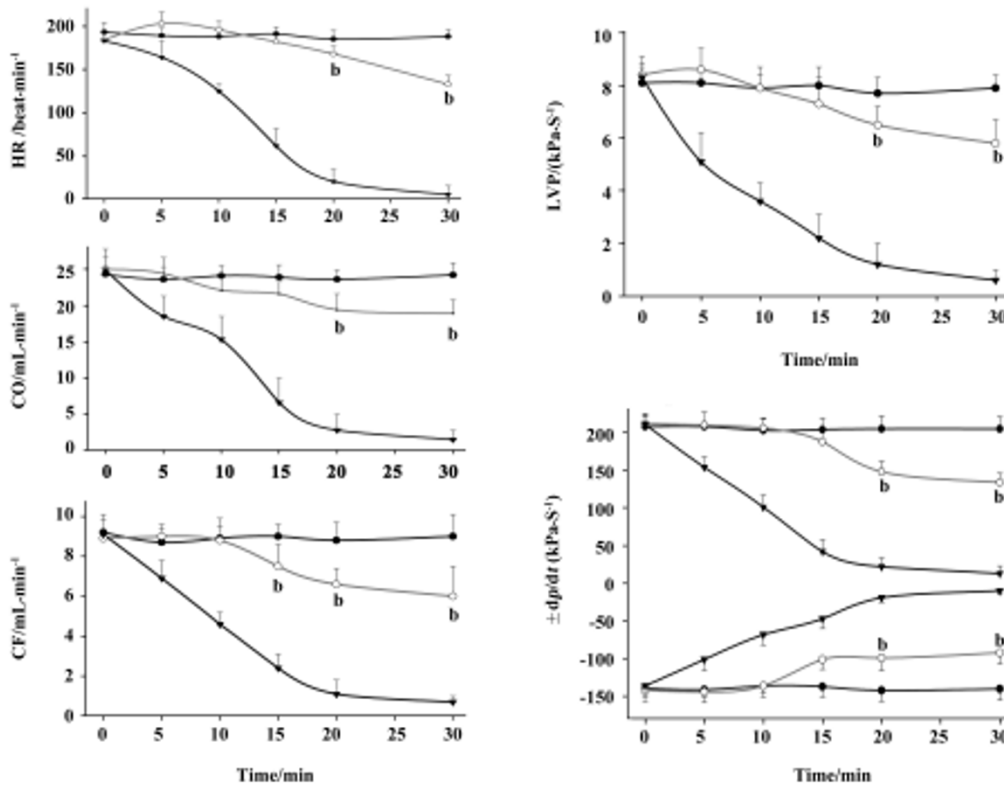 HR /beat-min⁻¹
200
150
100
50
0
b
b
0 5 10 15 20 25 30
CO/mL-min⁻¹
25
20
15
10
5
0
b
b
0 5 10 15 20 25 30
CF/mL-min⁻¹
10
8
6
4
2
0
b
b
b
0 5 10 15 20 25 30
Time/min
LVP/(kPa-S⁻¹)
10
8
6
4
2
0
b
b
0 5 10 15 20 25 30
Time/min
±dp/dt (kPa-S⁻¹)
200
150
100
50
0
-50
-100
-150
b
b
b
b
0 5 10 15 20 25 30
Time/min